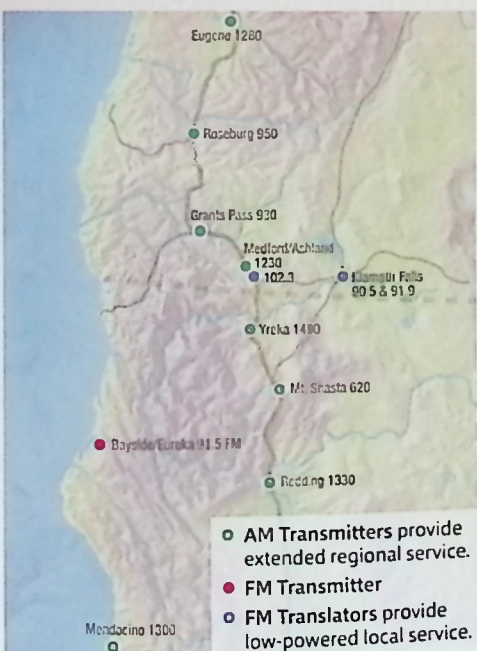 Eugene 1280
Roseburg 950
Grants Pass 930
Medford/Ashland
1230
102.3
Klamath Falls
90.5 & 91.9
Yreka 1490
Mt. Shasta 620
Bayside/Eureka 91.5 FM
Redding 1330
AM Transmitters provide
extended regional service.
FM Transmitter
FM Translators provide
low-powered local service.
Mendocino 1300